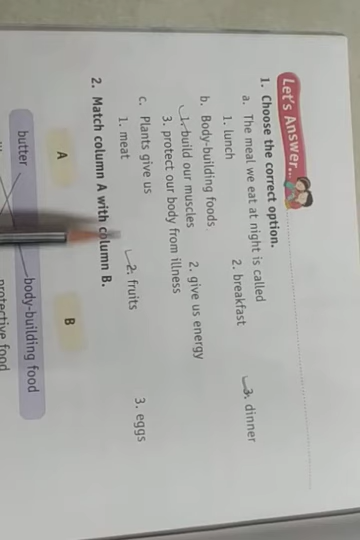 Let's Answer...
1. Choose the correct option.
a. The meal we eat at night is called
1. lunch 2. breakfast 3. dinner
b. Body-building foods
1. build our muscles 2. give us energy
3. protect our body from illness
c. Plants give us
1. meat 2. fruits 3. eggs
2. Match column A with column B.
A B
butter body-building food
protective food